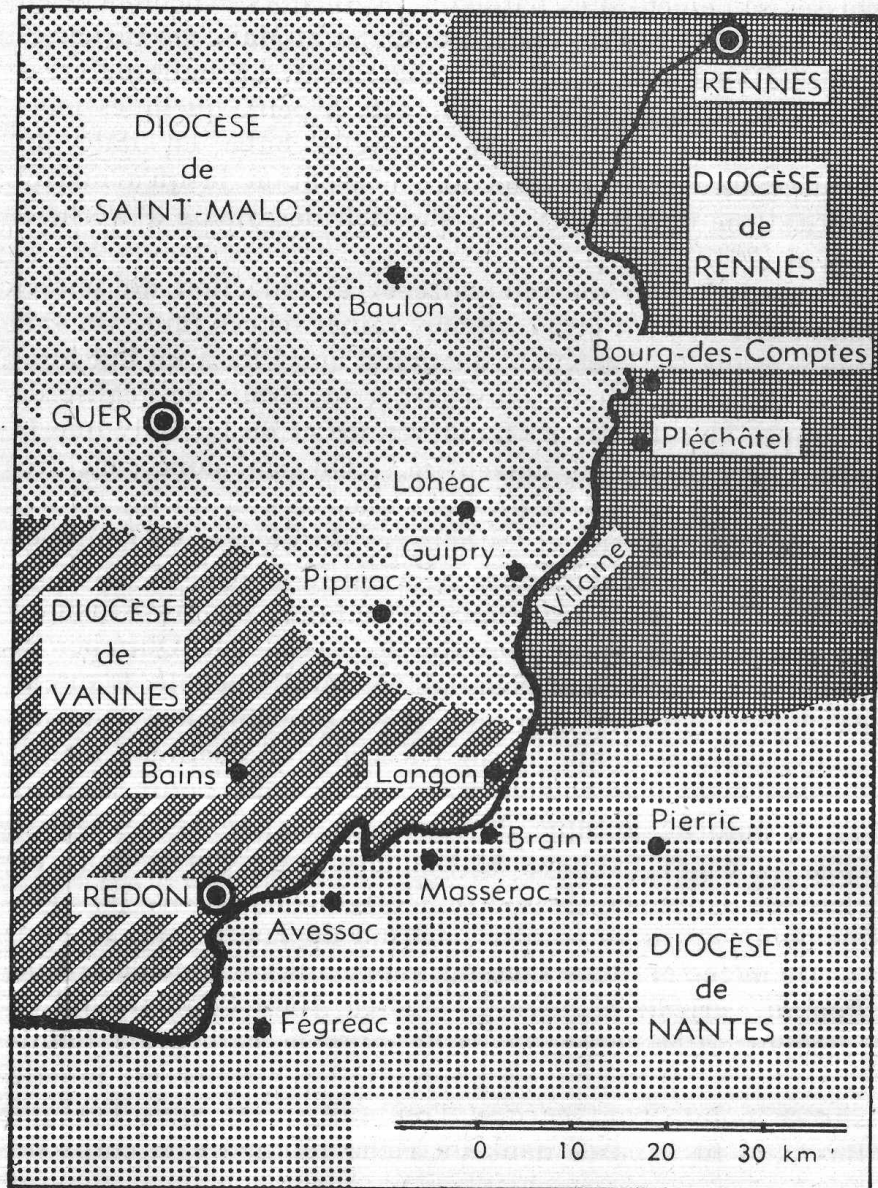 RENNES
DIOCÈSE
de
SAINT-MALO
DIOCÈSE
de
RENNES
Baulon
Bourg-des-Comptes
GUER
Pléchâtel
Lohéac
Guipry
Vilaine
Pipriac
DIOCÈSE
de
VANNES
Bains
Langon
Brain
Pierric
Massérac
REDON
Avessac
DIOCÈSE
de
NANTES
Fégréac
0 10 20 30 km